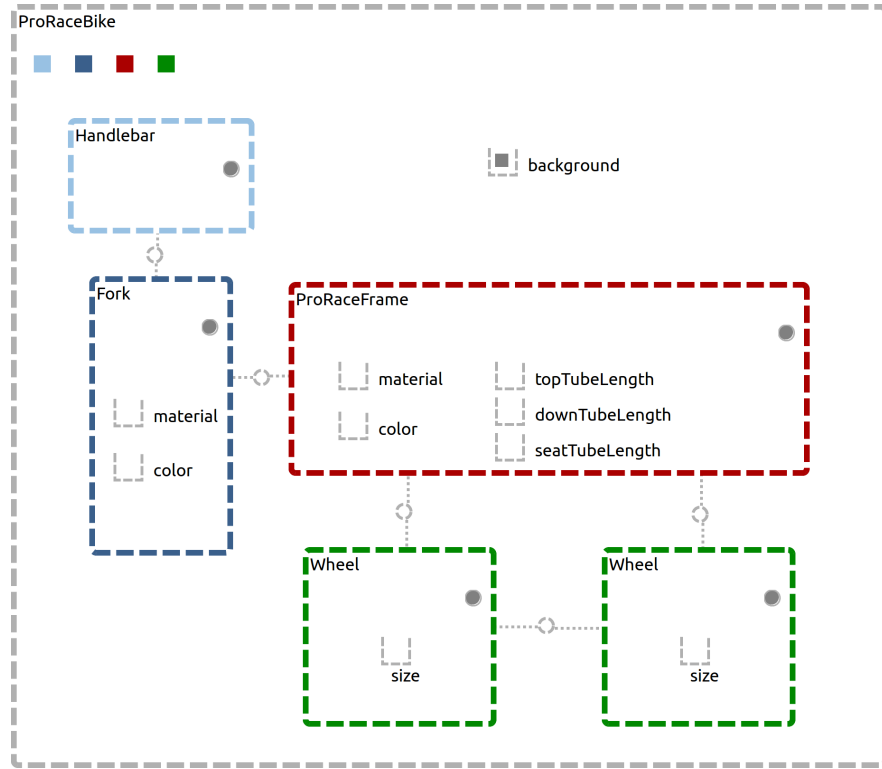 ProRaceBike
Handlebar
background
Fork
ProRaceFrame
material
topTubeLength
downTubeLength
color
seatTubeLength
material
color
Wheel
Wheel
size
size